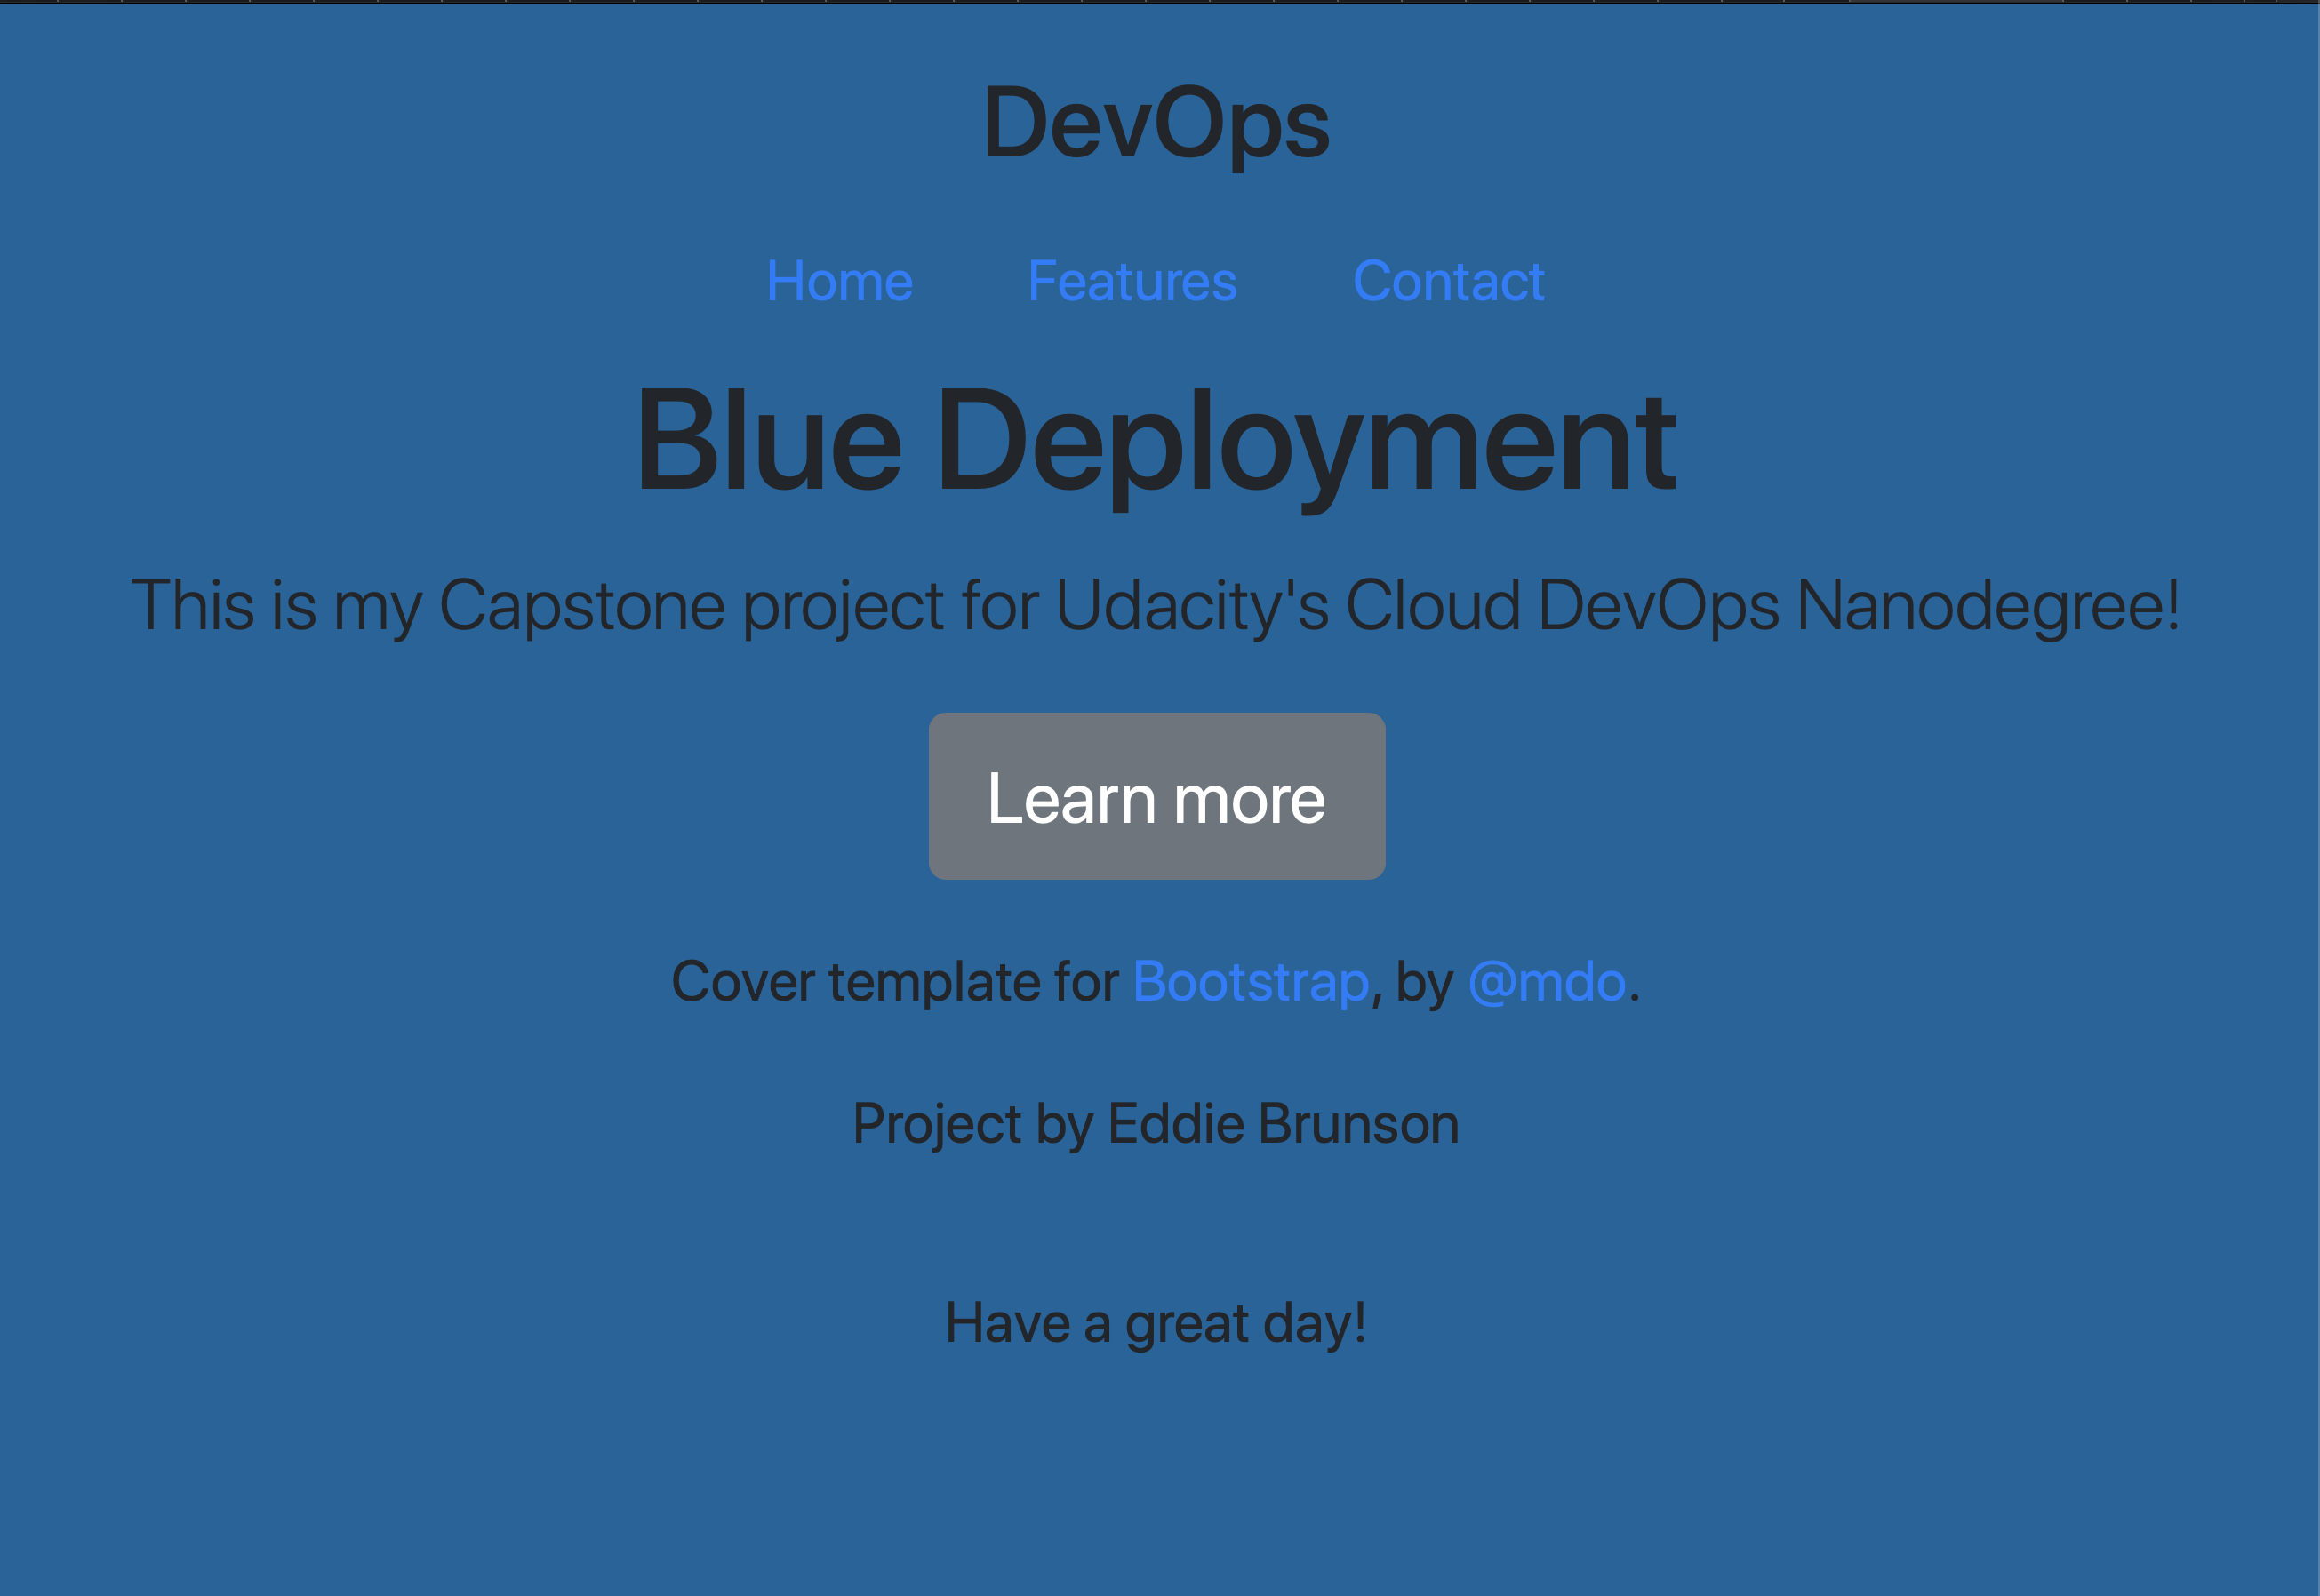 DevOps
Home Features Contact
Blue Deployment
This is my Capstone project for Udacity's Cloud DevOps Nanodegree!
Learn more
Cover template for Bootstrap, by @mdo.
Project by Eddie Brunson
Have a great day!